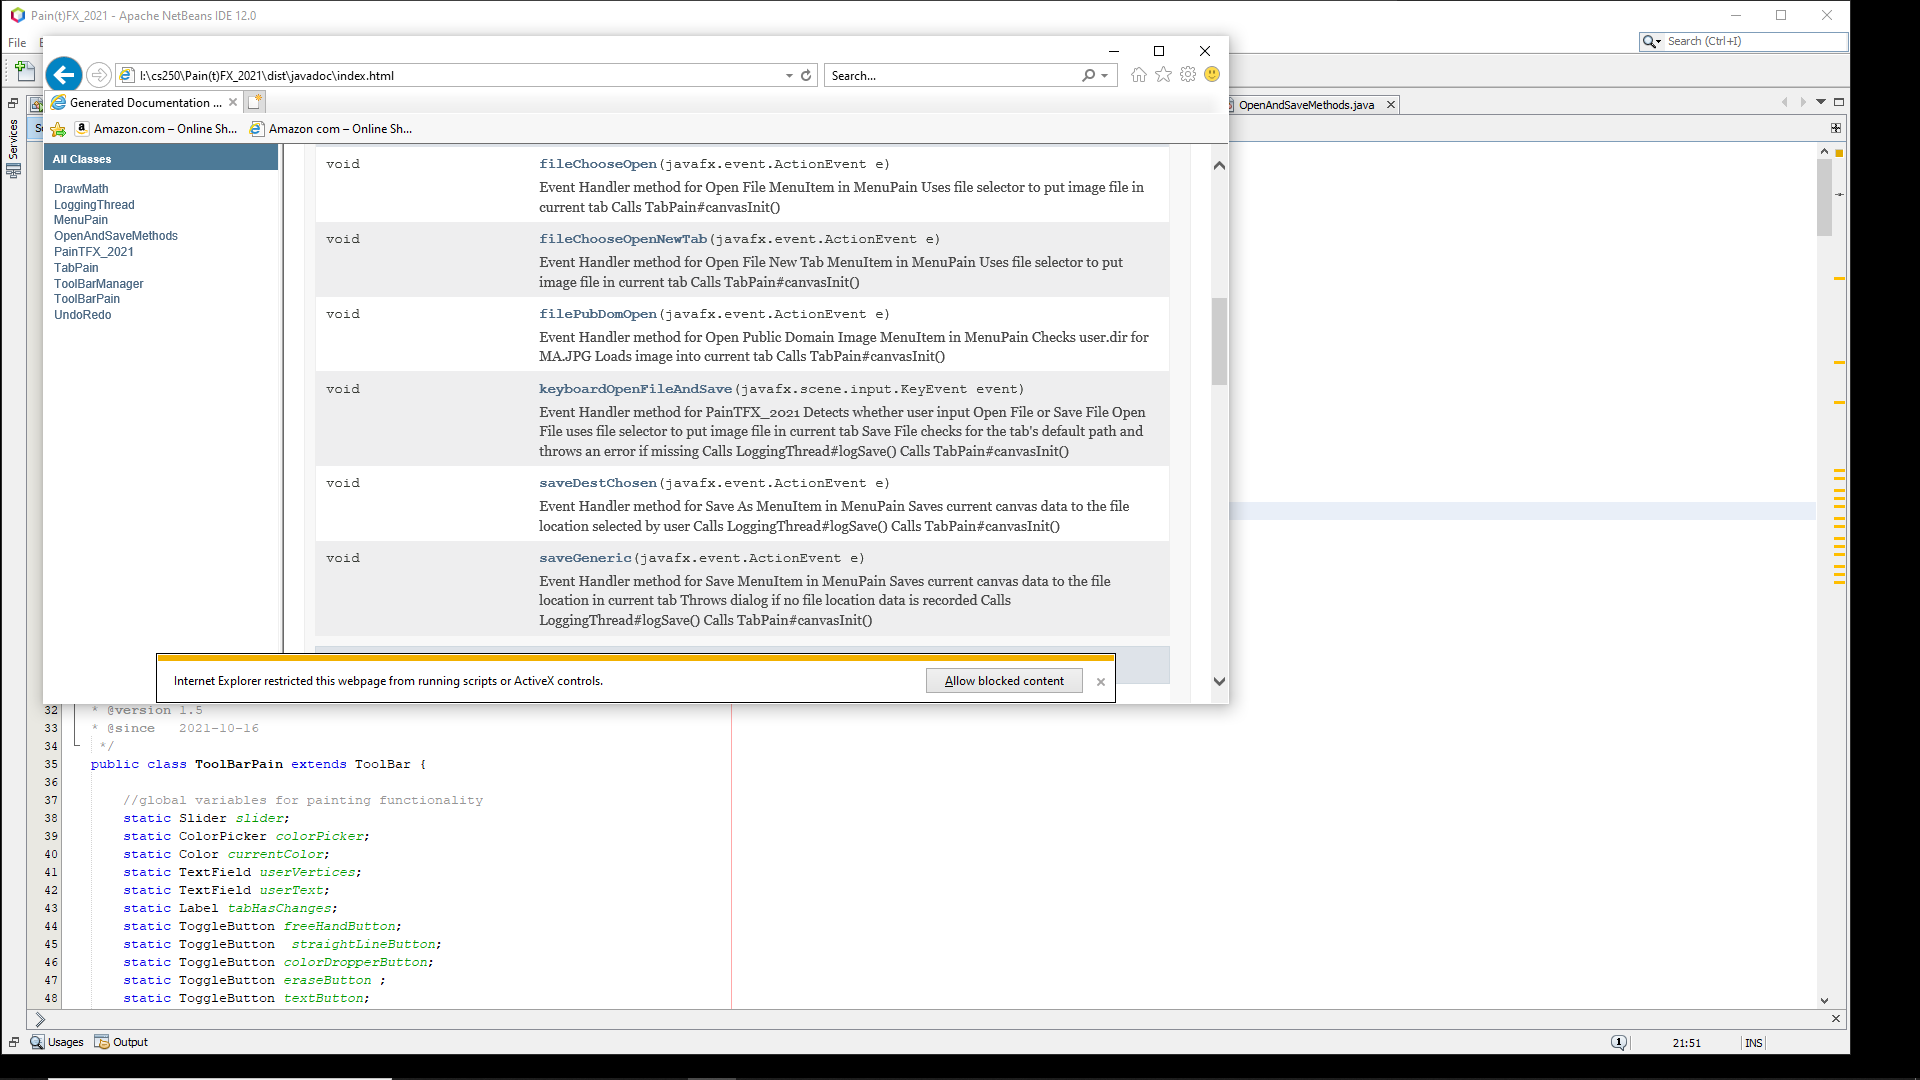 Pain(t)FX_2021 - Apache NetBeans IDE 12.0
File
Search (Ctrl+I)
I:\cs250\Pain(t)FX_2021\dist\javadoc\index.html
Search...
Generated Documentation ...
OpenAndSaveMethods.java
Amazon.com – Online Sh...
Amazon com – Online Sh...
Services
All Classes
DrawMath
LoggingThread
MenuPain
OpenAndSaveMethods
PainTFX_2021
TabPain
ToolBarManager
ToolBarPain
UndoRedo
void fileChooseOpen(javafx.event.ActionEvent e)
Event Handler method for Open File MenuItem in MenuPain Uses file selector to put image file in
current tab Calls TabPain#canvasInit()
void fileChooseOpenNewTab(javafx.event.ActionEvent e)
Event Handler method for Open File New Tab MenuItem in MenuPain Uses file selector to put
image file in current tab Calls TabPain#canvasInit()
void filePubDomOpen(javafx.event.ActionEvent e)
Event Handler method for Open Public Domain Image MenuItem in MenuPain Checks user.dir for
MA.JPG Loads image into current tab Calls TabPain#canvasInit()
void keyboardOpenFileAndSave(javafx.scene.input.KeyEvent event)
Event Handler method for PainTFX_2021 Detects whether user input Open File or Save File Open
File uses file selector to put image file in current tab Save File checks for the tab's default path and
throws an error if missing Calls LoggingThread#logSave() Calls TabPain#canvasInit()
void saveDestChosen(javafx.event.ActionEvent e)
Event Handler method for Save As MenuItem in MenuPain Saves current canvas data to the file
location selected by user Calls LoggingThread#logSave() Calls TabPain#canvasInit()
void saveGeneric(javafx.event.ActionEvent e)
Event Handler method for Save MenuItem in MenuPain Saves current canvas data to the file
location in current tab Throws dialog if no file location data is recorded Calls
LoggingThread#logSave() Calls TabPain#canvasInit()
Internet Explorer restricted this webpage from running scripts or ActiveX controls.
Allow blocked content
32 * @version 1.5
33 * @since 2021-10-16
34 */
35 public class ToolBarPain extends ToolBar {
36
37 //global variables for painting functionality
38 static Slider slider;
39 static ColorPicker colorPicker;
40 static Color currentColor;
41 static TextField userVertices;
42 static TextField userText;
43 static Label tabHasChanges;
44 static ToggleButton freeHandButton;
45 static ToggleButton straightLineButton;
46 static ToggleButton colorDropperButton;
47 static ToggleButton eraseButton ;
48 static ToggleButton textButton;
Usages
Output
1
21:51
INS